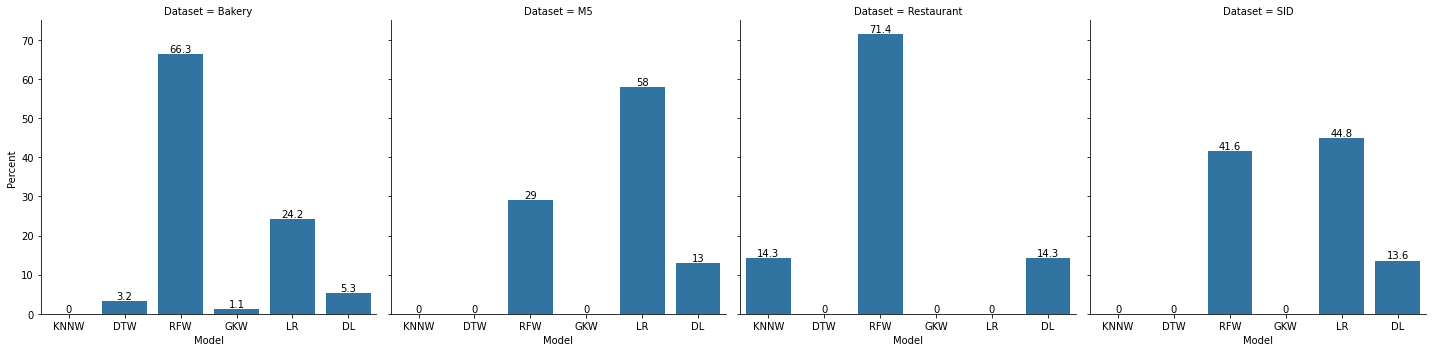 Dataset = Bakery
Dataset = M5
Dataset = Restaurant
Dataset = SID
Percent
70
60
50
40
30
20
10
0
0
3.2
66.3
1.1
24.2
5.3
KNNW DTW RFW GKW LR DL
Model
0
0
29
0
58
13
KNNW DTW RFW GKW LR DL
Model
14.3
0
71.4
0
0
14.3
KNNW DTW RFW GKW LR DL
Model
0
0
41.6
0
44.8
13.6
KNNW DTW RFW GKW LR DL
Model